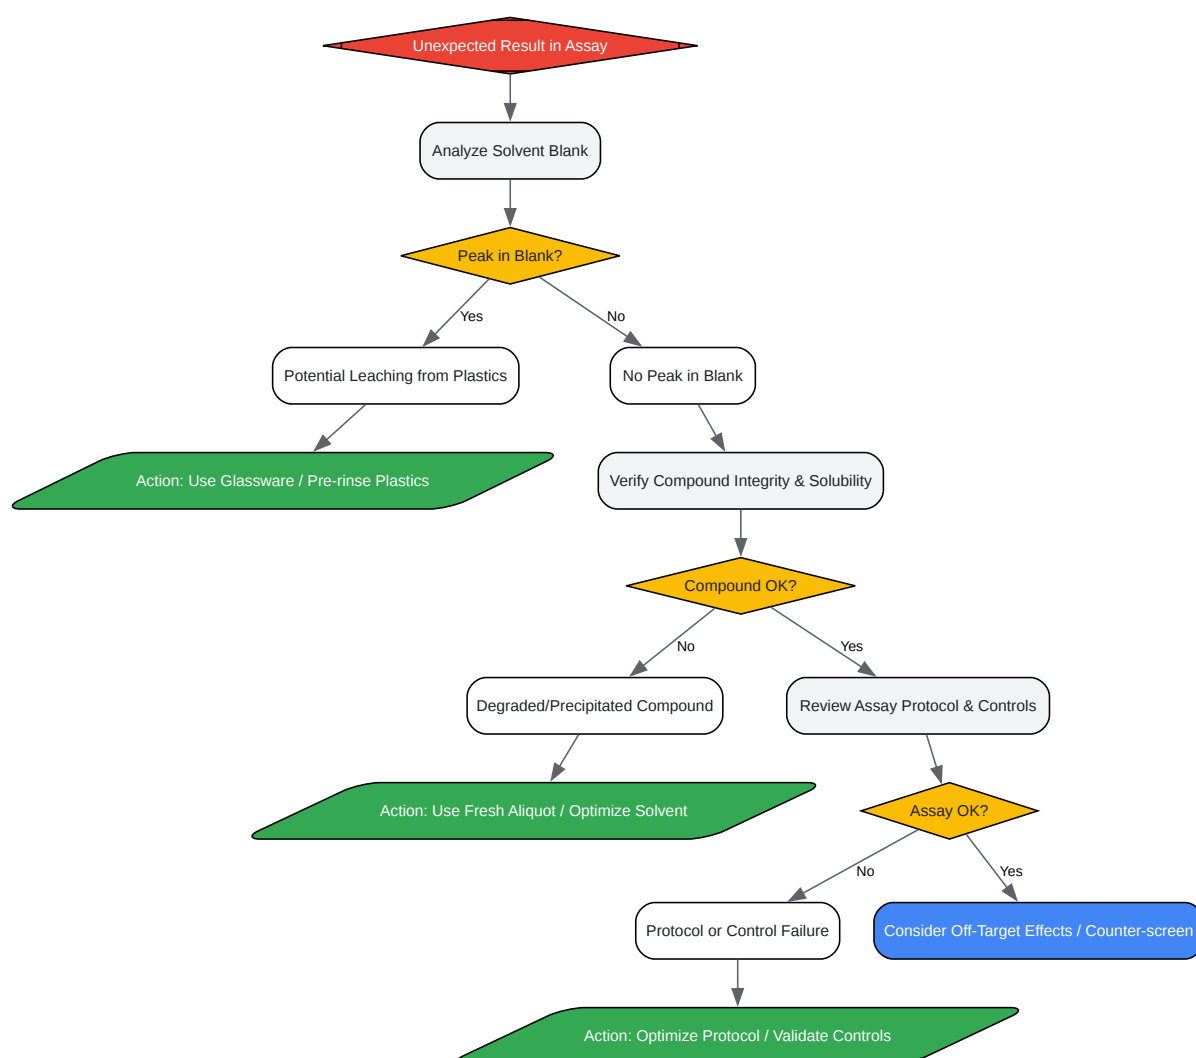 Unexpected Result in Assay
Analyze Solvent Blank
Peak in Blank?
Yes
No
Potential Leaching from Plastics
No Peak in Blank
Action: Use Glassware / Pre-rinse Plastics
Verify Compound Integrity & Solubility
Compound OK?
No
Yes
Degraded/Precipitated Compound
Review Assay Protocol & Controls
Action: Use Fresh Aliquot / Optimize Solvent
Assay OK?
No
Yes
Protocol or Control Failure
Consider Off-Target Effects / Counter-screen
Action: Optimize Protocol / Validate Controls